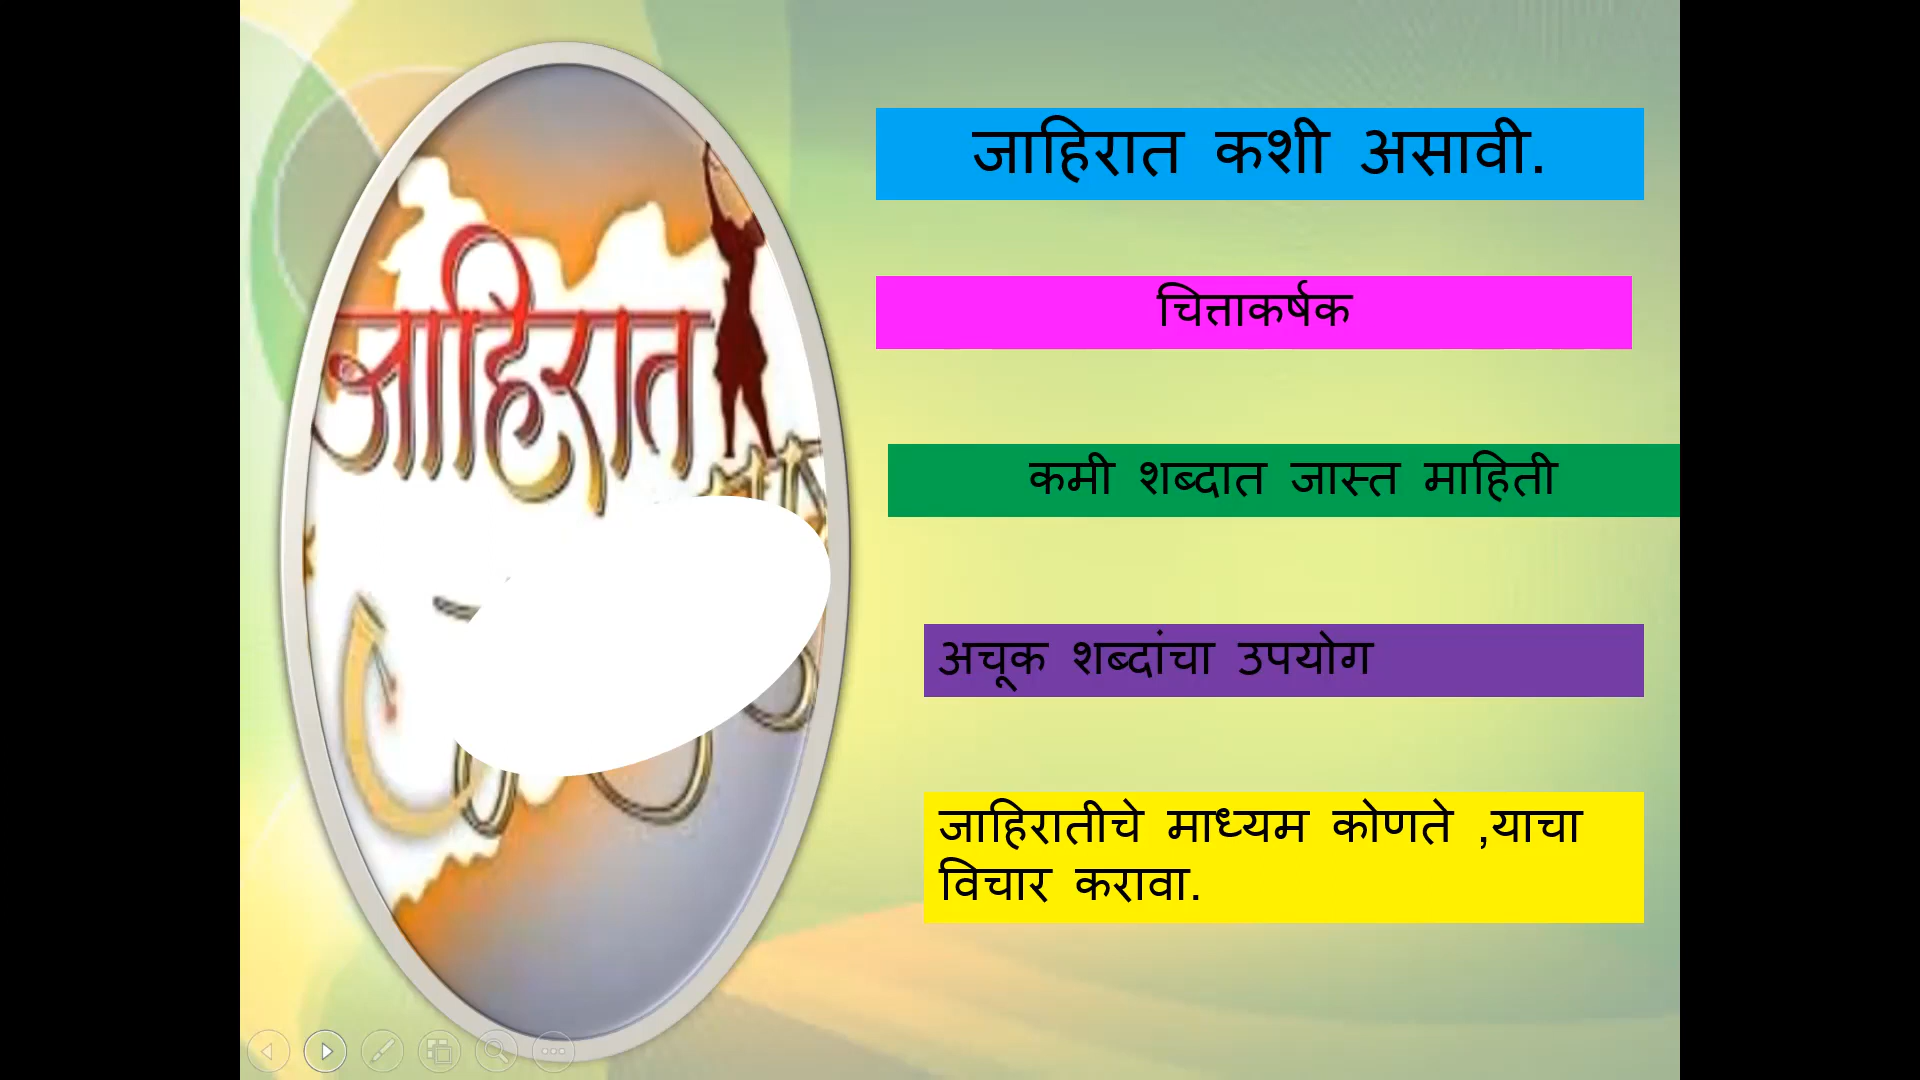 जाहिरात
जाहिरात कशी असावी.
चित्ताकर्षक
कमी शब्दात जास्त माहिती
अचूक शब्दांचा उपयोग
जाहिरातीचे माध्यम कोणते ,याचा
विचार करावा.